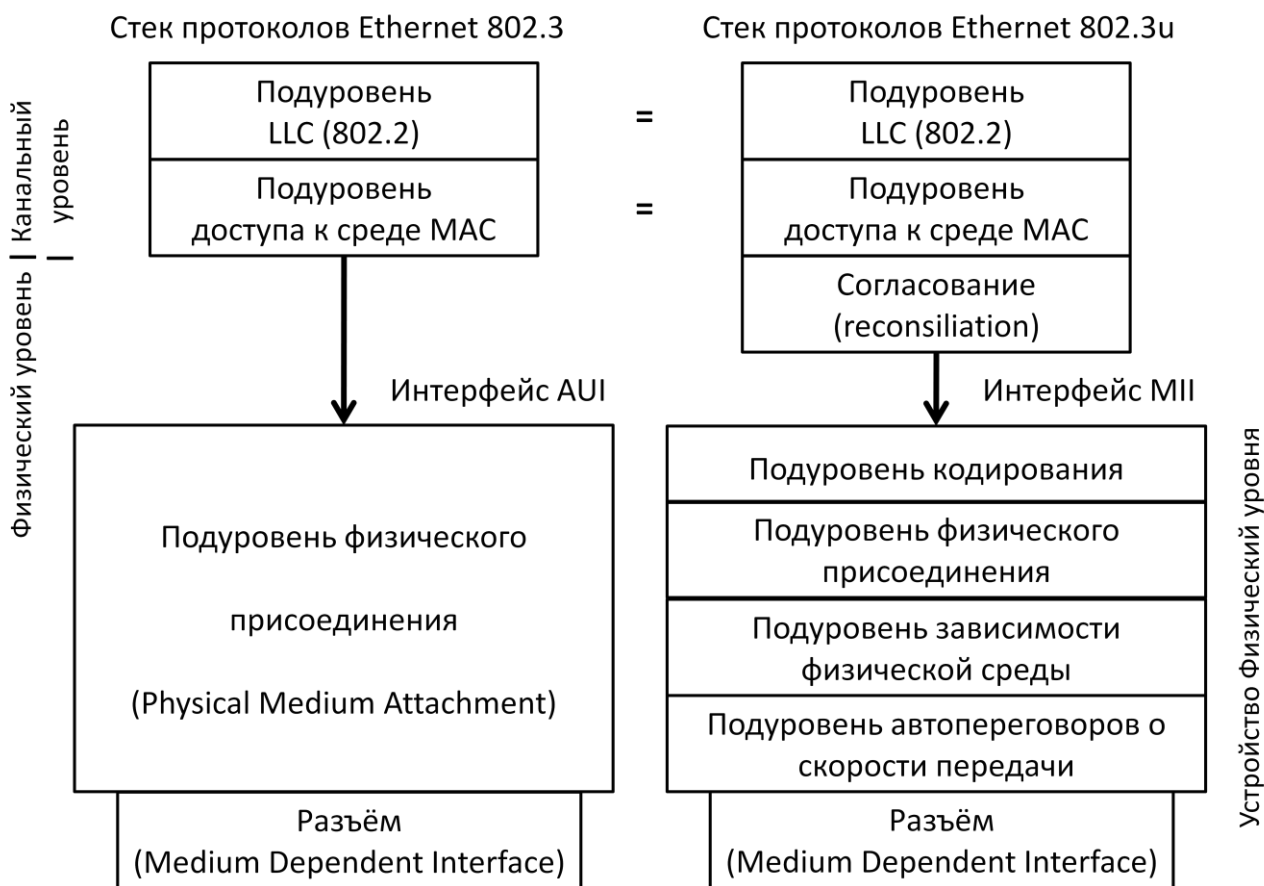 Стек протоколов Ethernet 802.3
Подуровень
LLC (802.2)
Подуровень
доступа к среде MAC
Интерфейс AUI
Подуровень физического
присоединения
(Physical Medium Attachment)
Разъём
(Medium Dependent Interface)
Физический уровень | Канальный
| уровень
=
=
Стек протоколов Ethernet 802.3u
Подуровень
LLC (802.2)
Подуровень
доступа к среде MAC
Согласование
(reconsiliation)
Интерфейс MII
Подуровень кодирования
Подуровень физического
присоединения
Подуровень зависимости
физической среды
Подуровень автопереговоров о
скорости передачи
Разъём
(Medium Dependent Interface)
Устройство Физический уровня